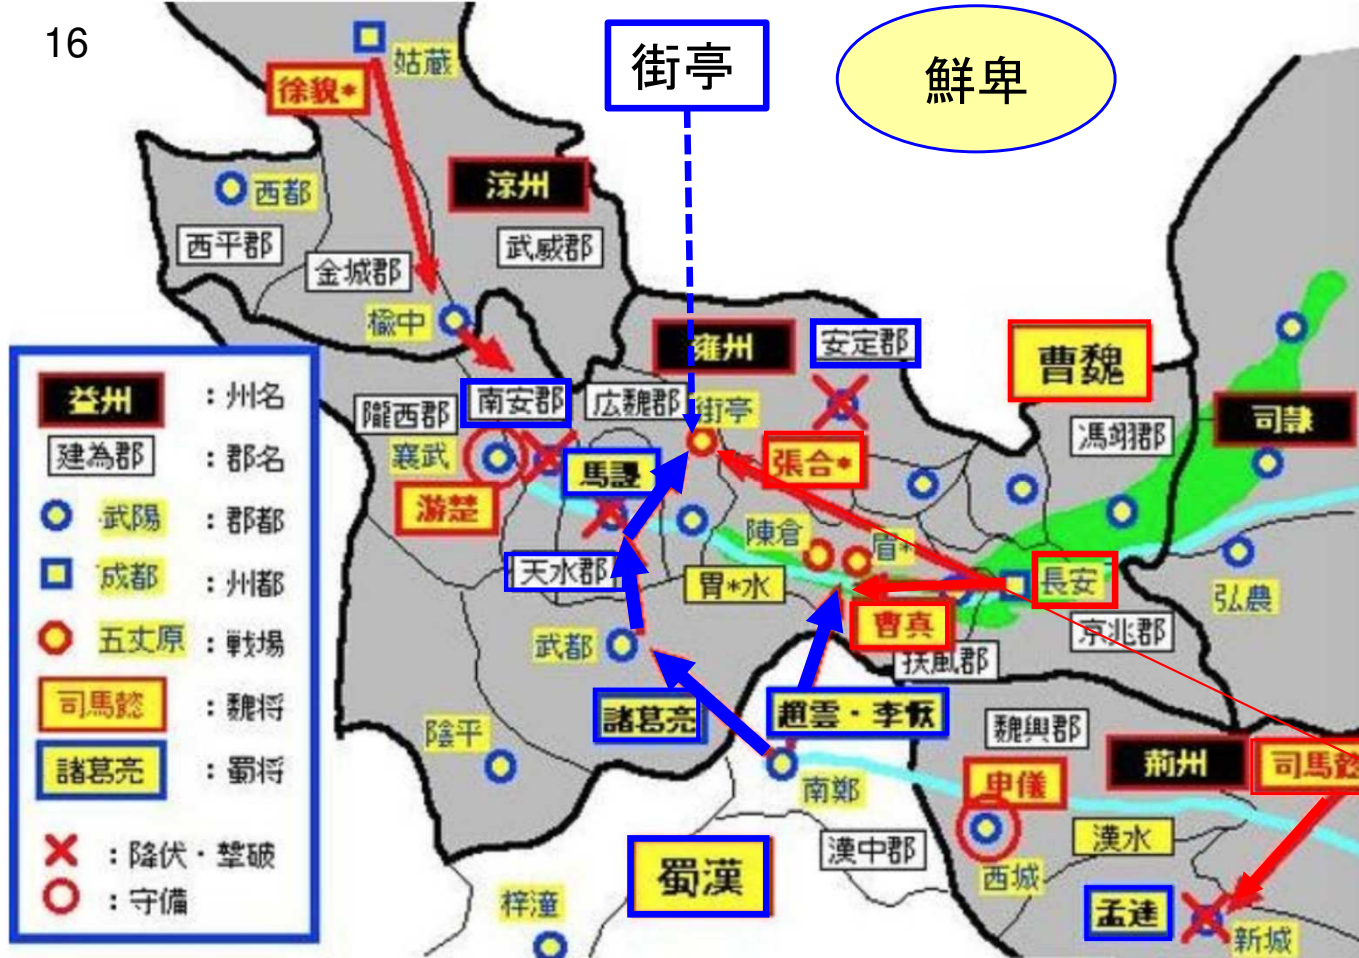 16
街亭
鮮卑
姑蔵
徐貌*
涼州
西都
西平郡
武威郡
金城郡
楡中
雍州
安定郡
曹魏
益州
：州名
南安郡
広魏郡
街亭
司隷
隴西郡
馮翊郡
建為郡
：郡名
襄武
馬謖
張合*
武陽
：郡都
游楚
陳倉
眉*
成都
：州都
天水郡
胃*水
長安
弘農
曹真
京兆郡
五丈原
：戦場
武都
扶風郡
司馬懿
：魏将
諸葛亮
趙雲・李恢
魏興郡
陰平
荊州
司馬懿
諸葛亮
：蜀将
南鄭
申儀
漢中郡
漢水
：降伏・撃破
蜀漢
西城
：守備
梓潼
孟達
新城